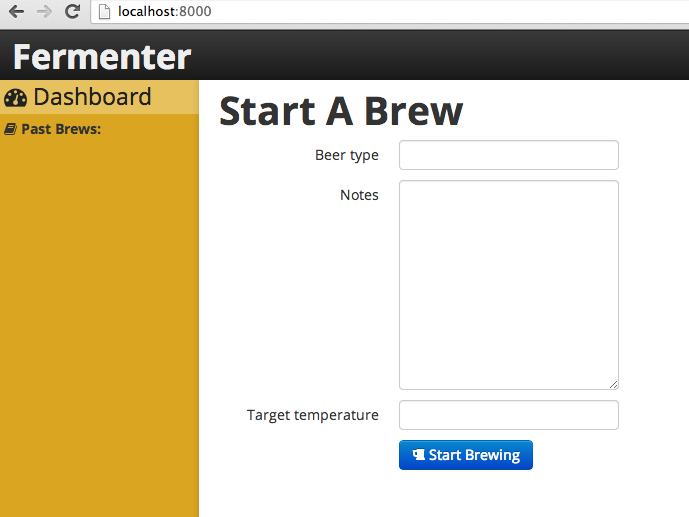 localhost:8000
Fermenter
Dashboard
Past Brews:
Start A Brew
Beer type
Notes
Target temperature
Start Brewing